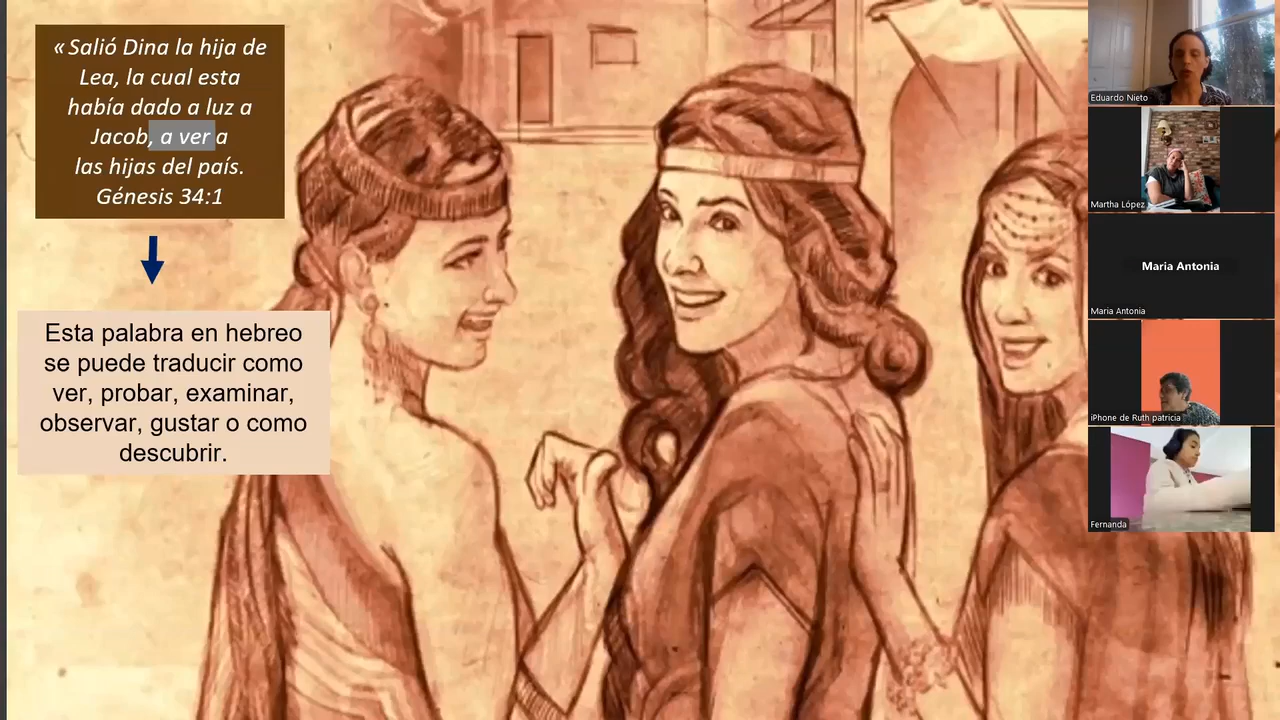 « Salió Dina la hija de
Lea, la cual esta
había dado a luz a
Jacob, a ver a
las hijas del país.
Génesis 34:1
Esta palabra en hebreo
se puede traducir como
ver, probar, examinar,
observar, gustar o como
descubrir.
Eduardo Nieto
Martha López
Maria Antonia
Maria Antonia
iPhone de Ruth patricia
Fernanda